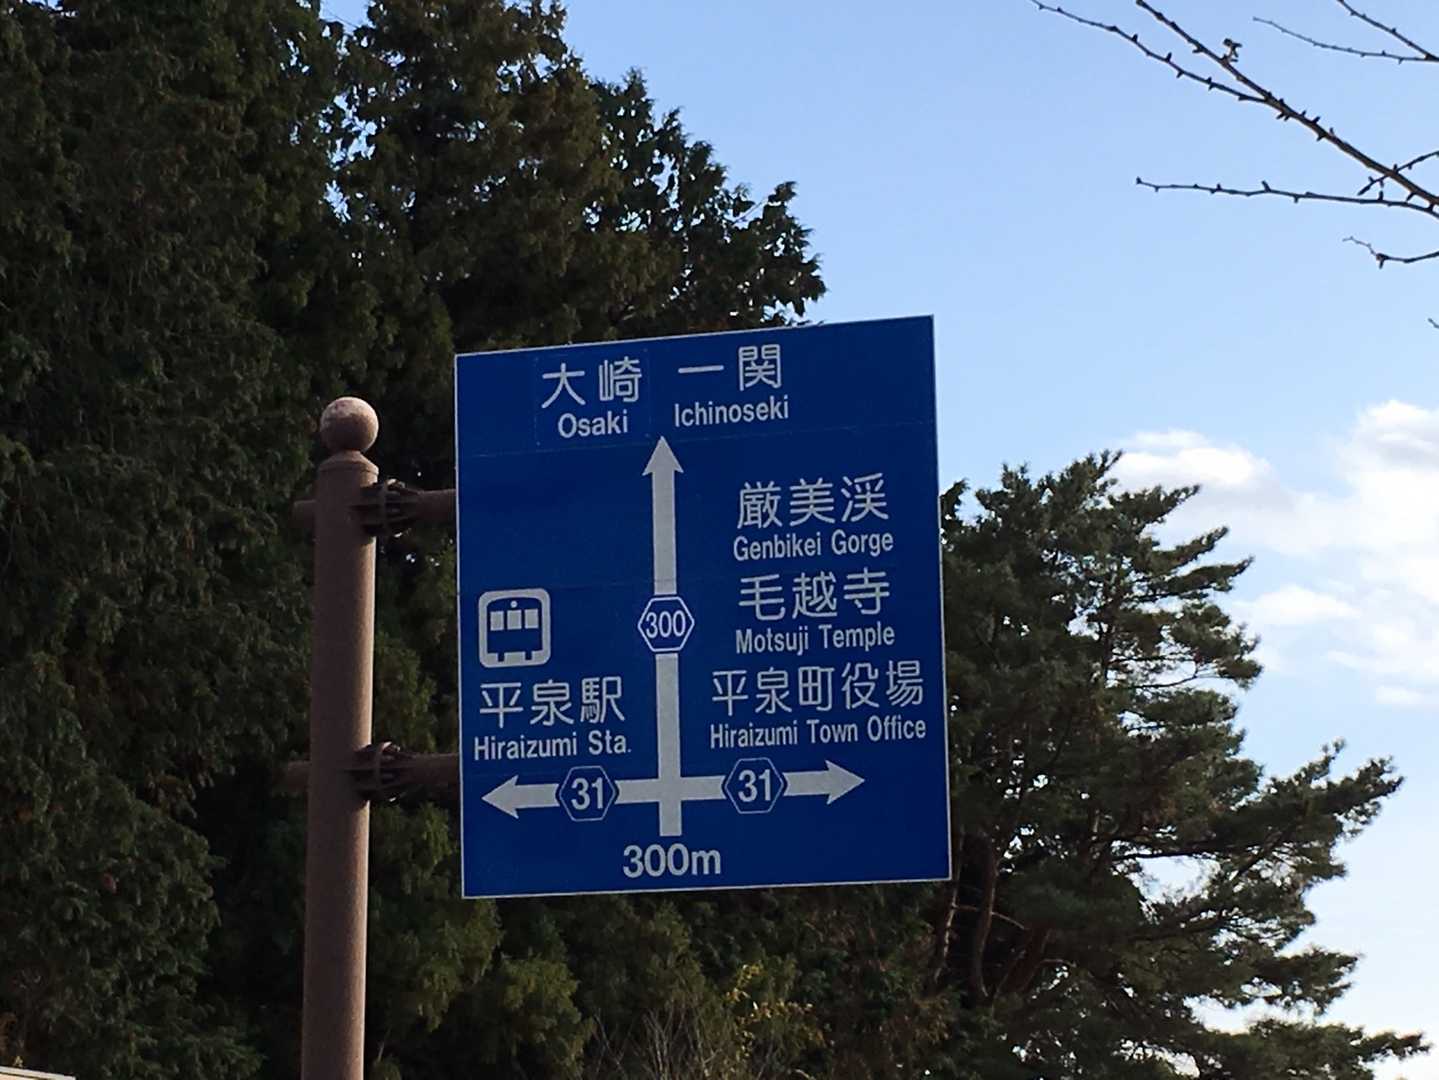 大崎 一関
Osaki Ichinoseki
厳美渓
Genbikei Gorge
毛越寺
Motsuji Temple
300
平泉駅
Hiraizumi Sta.
平泉町役場
Hiraizumi Town Office
31
31
300m